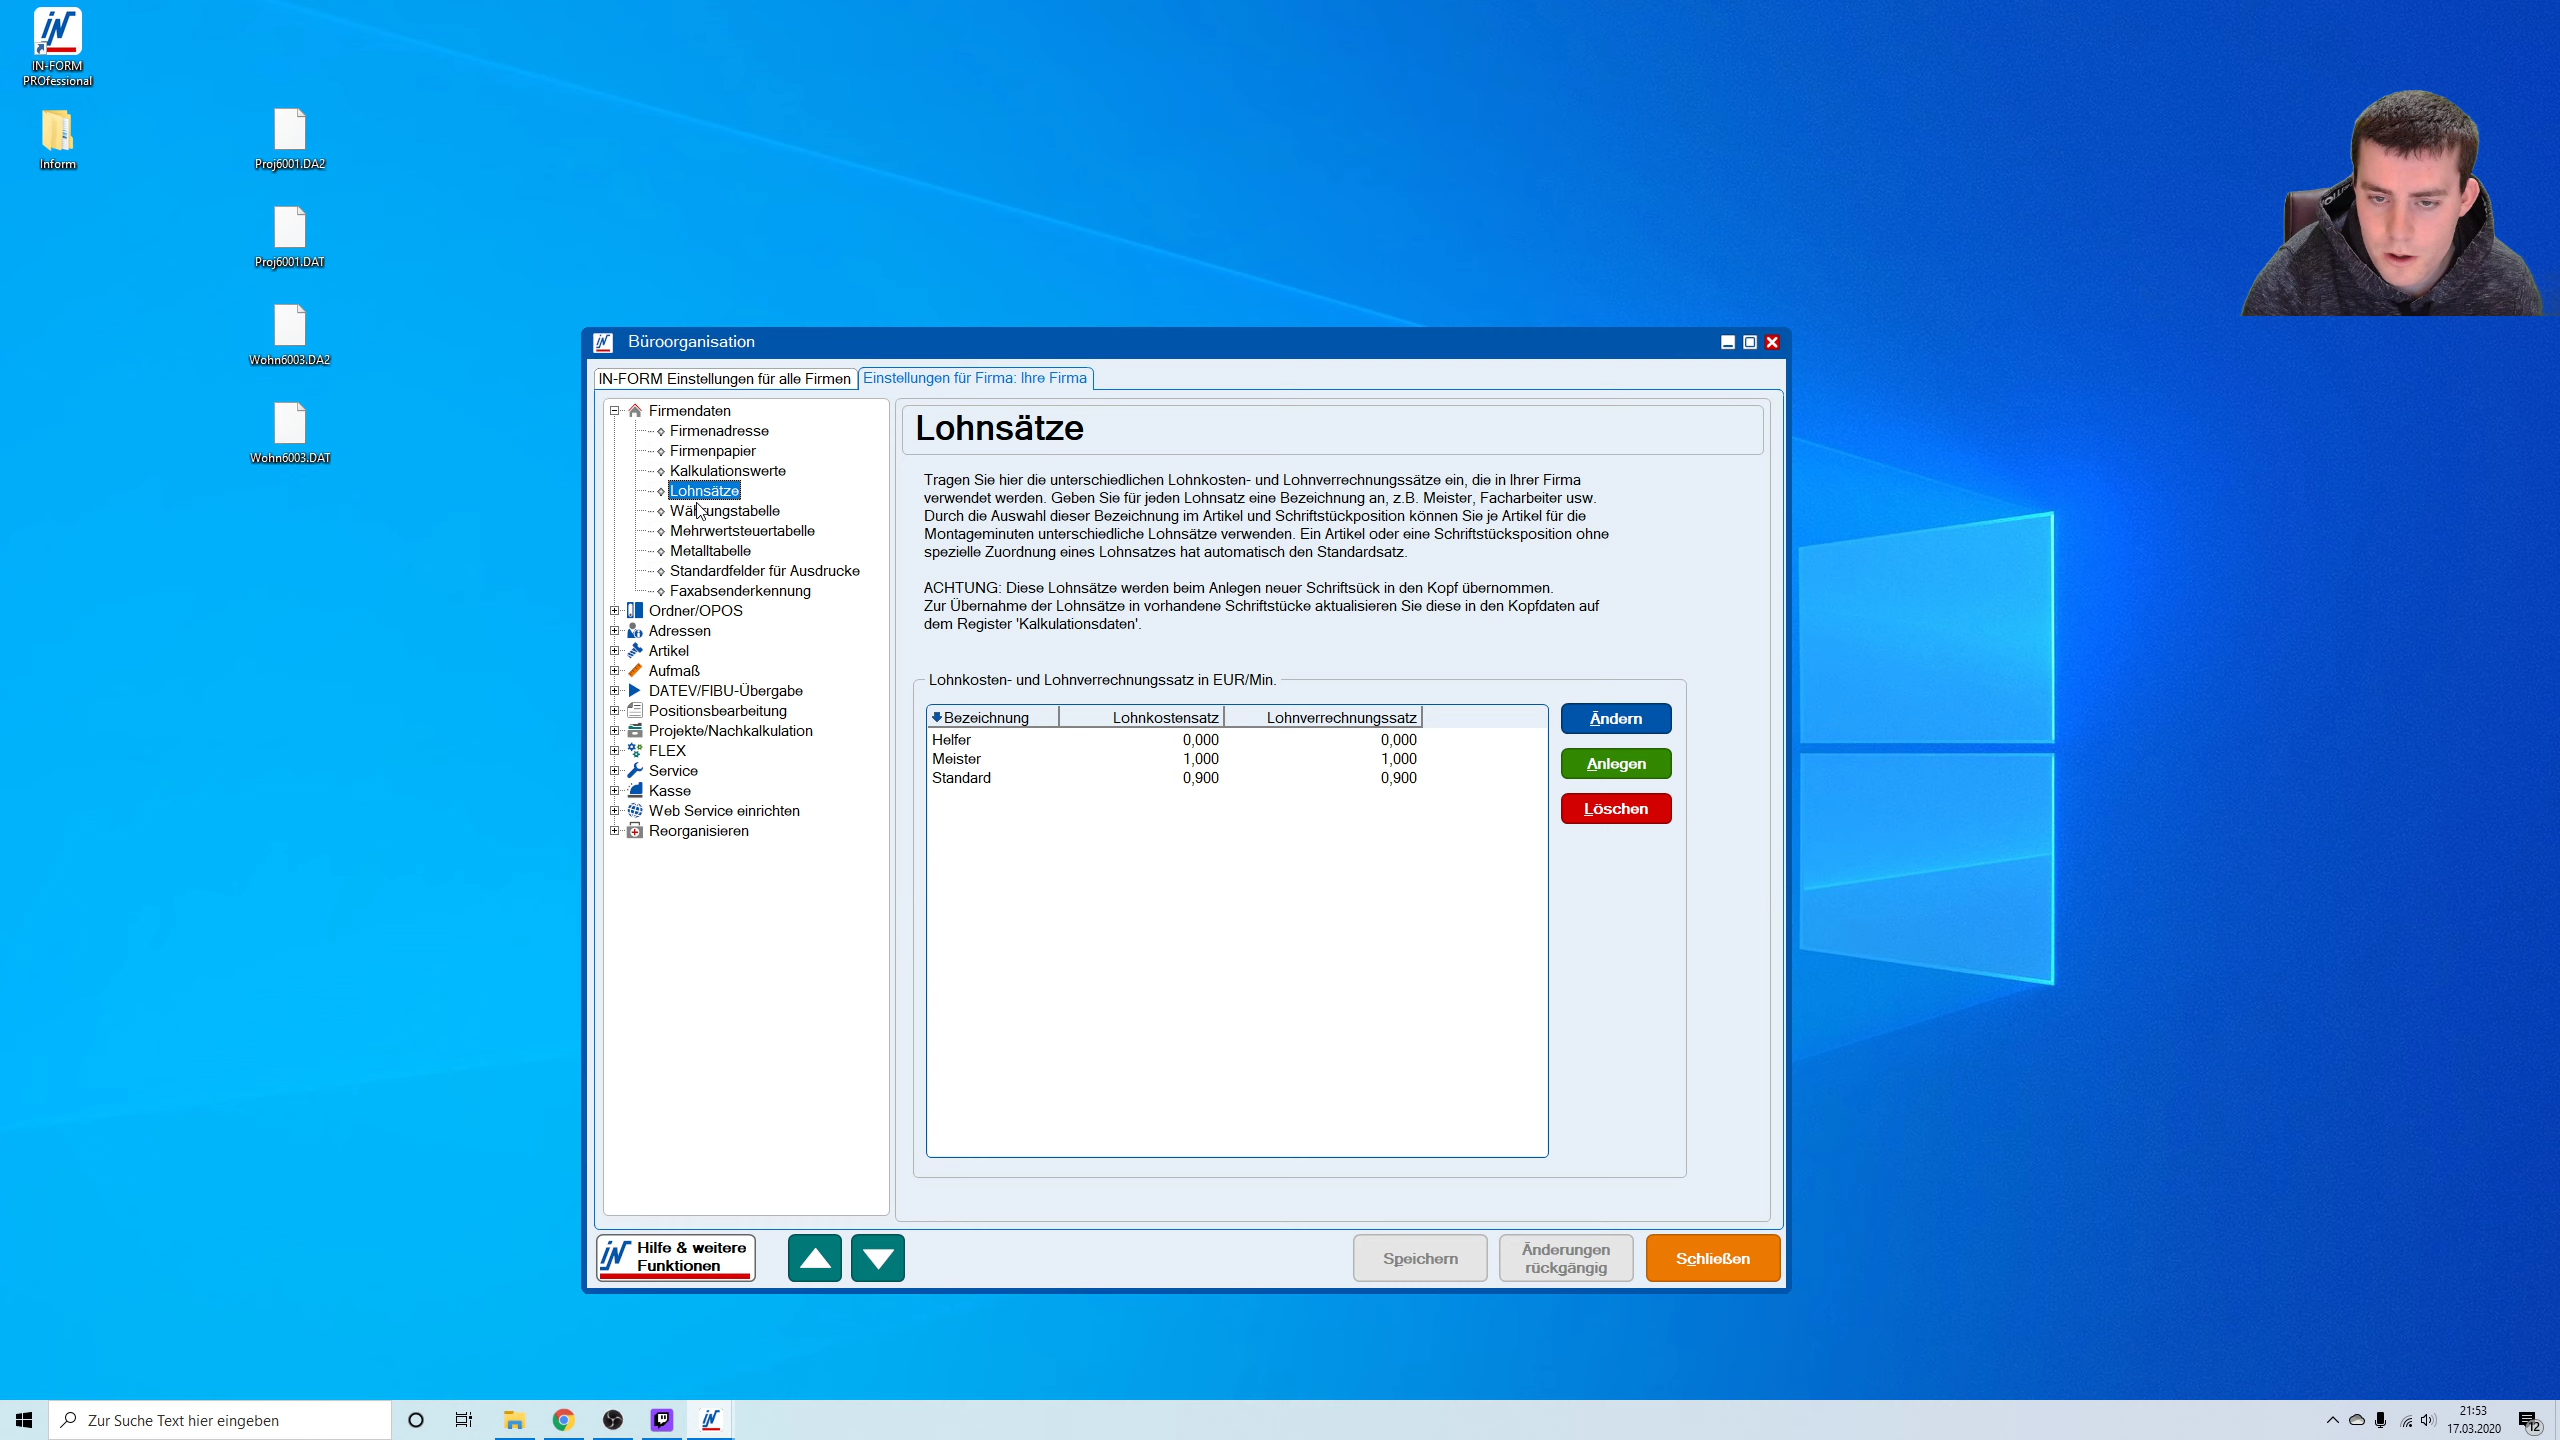 IN-FORM
PROfessional
Inform
Proj6001.DA2
Proj6001.DAT
Wohn6003.DA2
Wohn6003.DAT
Büroorganisation
IN-FORM Einstellungen für alle Firmen
Einstellungen für Firma: Ihre Firma
Firmendaten
Firmenadresse
Firmenpapier
Kalkulationswerte
Lohnsätze
Währungstabelle
Mehrwertsteuertabelle
Metalltabelle
Standardfelder für Ausdrucke
Faxabsenderkennung
Ordner/OPOS
Adressen
Artikel
Aufmaß
DATEV/FIBU-Übergabe
Positionsbearbeitung
Projekte/Nachkalkulation
FLEX
Service
Kasse
Web Service einrichten
Reorganisieren
Lohnsätze
Tragen Sie hier die unterschiedlichen Lohnkosten- und Lohnverrechnungssätze ein, die in Ihrer Firma
verwendet werden. Geben Sie für jeden Lohnsatz eine Bezeichnung an, z.B. Meister, Facharbeiter usw.
Durch die Auswahl dieser Bezeichnung im Artikel und Schriftstückposition können Sie je Artikel für die
Montageminuten unterschiedliche Lohnsätze verwenden. Ein Artikel oder eine Schriftstücksposition ohne
spezielle Zuordnung eines Lohnsatzes hat automatisch den Standardsatz.
ACHTUNG: Diese Lohnsätze werden beim Anlegen neuer Schriftsück in den Kopf übernommen.
Zur Übernahme der Lohnsätze in vorhandene Schriftstücke aktualisieren Sie diese in den Kopfdaten auf
dem Register 'Kalkulationsdaten'.
Lohnkosten- und Lohnverrechnungssatz in EUR/Min.
Bezeichnung Lohnkostensatz Lohnverrechnungssatz
Helfer 0,000 0,000
Meister 1,000 1,000
Standard 0,900 0,900
Ändern
Anlegen
Löschen
Hilfe & weitere
Funktionen
Speichern
Änderungen
rückgängig
Schließen
Zur Suche Text hier eingeben
21:53
17.03.2020
12